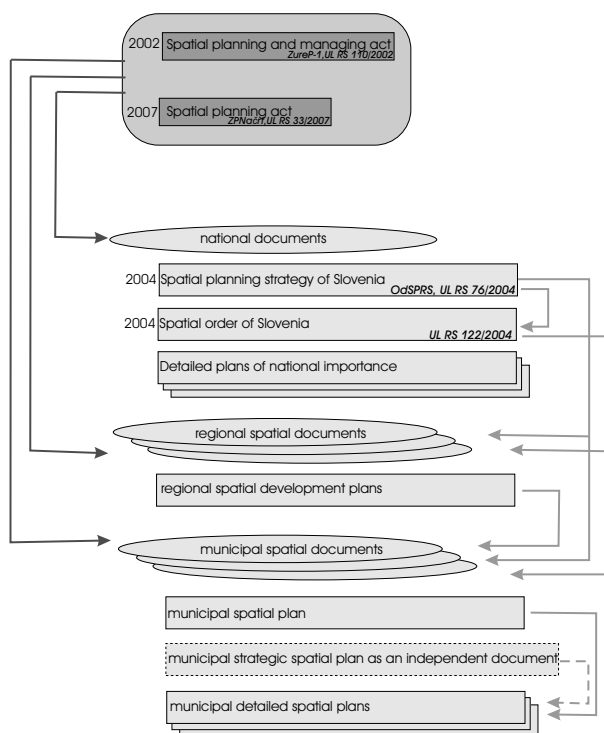 2002 Spatial planning and managing act
ZureP-1,UL RS 110/2002
2007 Spatial planning act
ZPNačrt,UL RS 33/2007
national documents
2004 Spatial planning strategy of Slovenia
OdSPRS, UL RS 76/2004
2004 Spatial order of Slovenia
UL RS 122/2004
Detailed plans of national importance
regional spatial documents
regional spatial development plans
municipal spatial documents
municipal spatial plan
municipal strategic spatial plan as an independent document
municipal detailed spatial plans